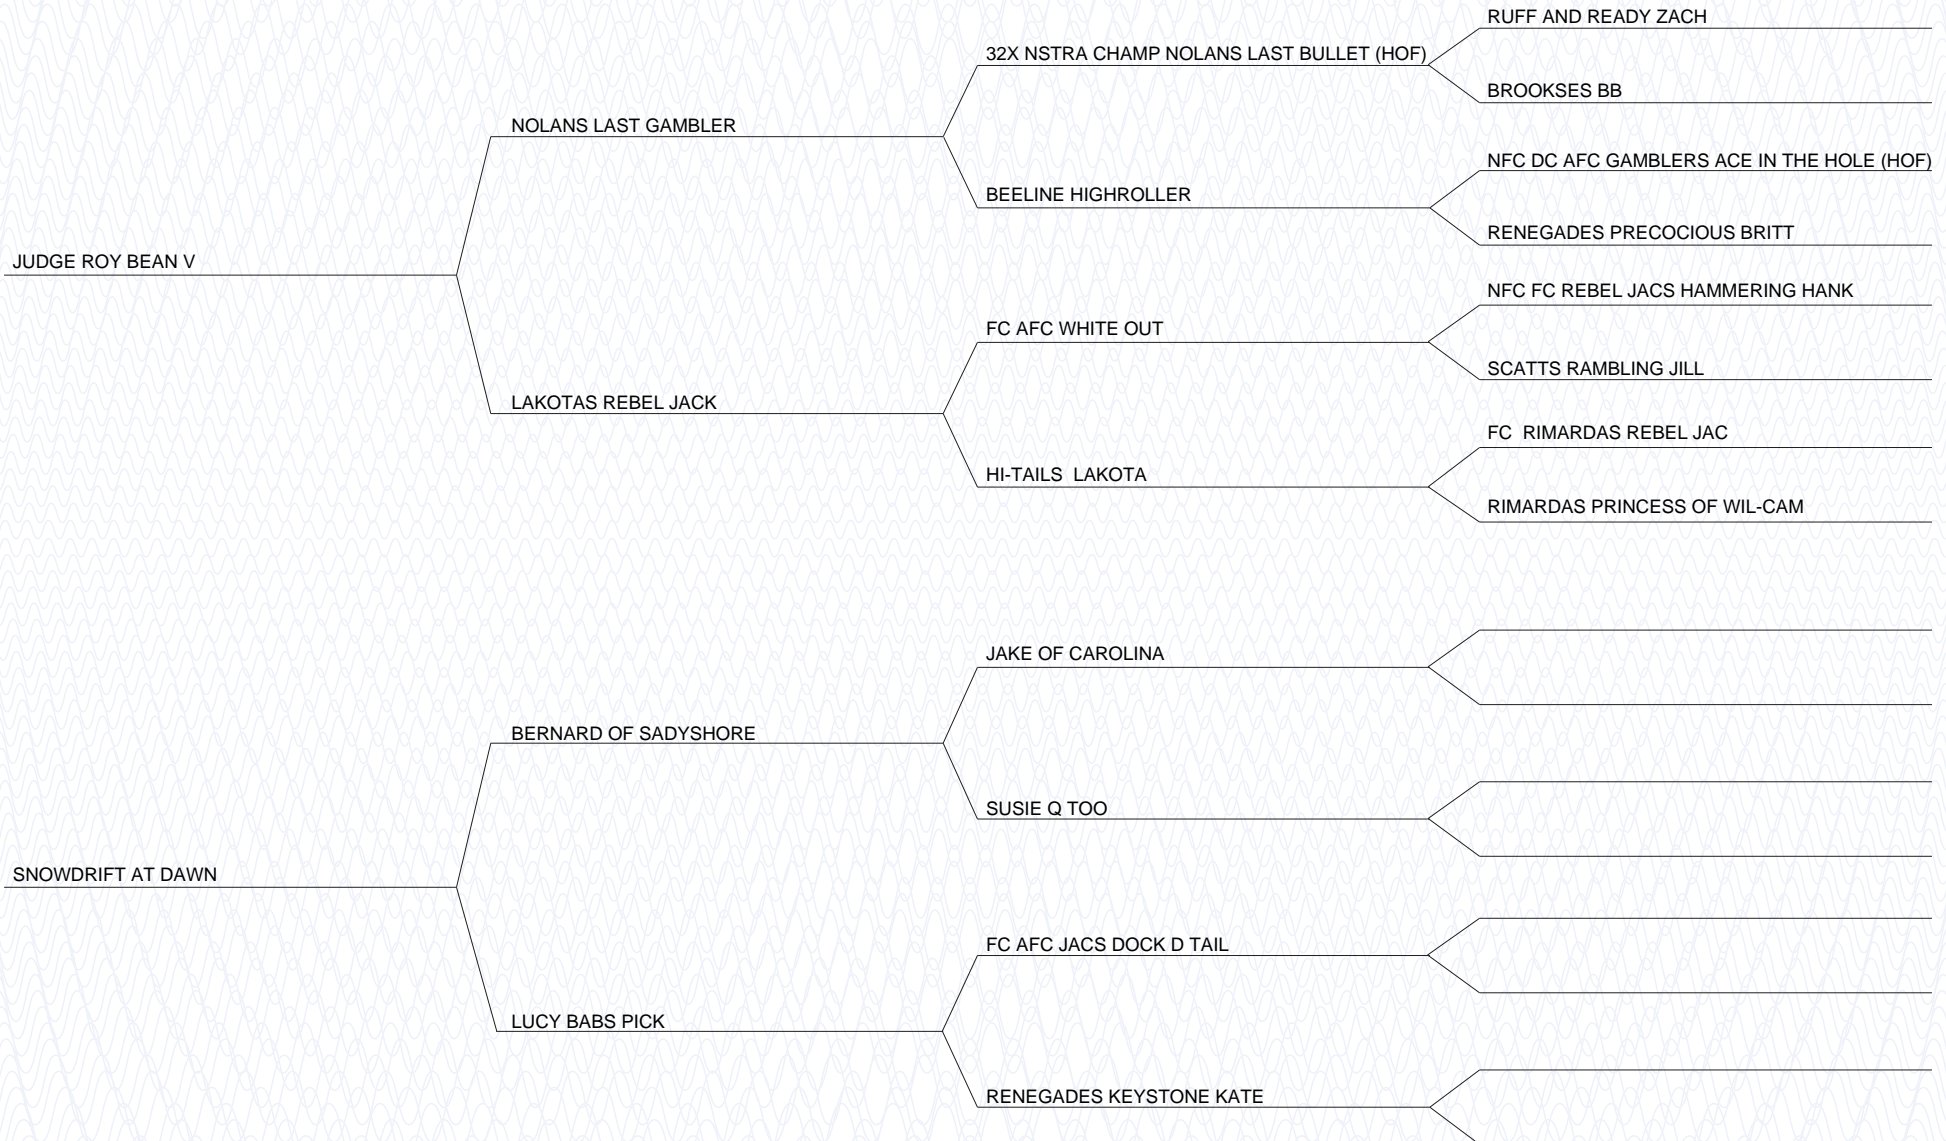 RUFF AND READY ZACH
32X NSTRA CHAMP NOLANS LAST BULLET (HOF)
BROOKSES BB
NOLANS LAST GAMBLER
NFC DC AFC GAMBLERS ACE IN THE HOLE (HOF)
BEELINE HIGHROLLER
RENEGADES PRECOCIOUS BRITT
JUDGE ROY BEAN V
NFC FC REBEL JACS HAMMERING HANK
FC AFC WHITE OUT
SCATTS RAMBLING JILL
LAKOTAS REBEL JACK
FC  RIMARDAS REBEL JAC
HI-TAILS  LAKOTA
RIMARDAS PRINCESS OF WIL-CAM
JAKE OF CAROLINA
BERNARD OF SADYSHORE
SUSIE Q TOO
SNOWDRIFT AT DAWN
FC AFC JACS DOCK D TAIL
LUCY BABS PICK
RENEGADES KEYSTONE KATE